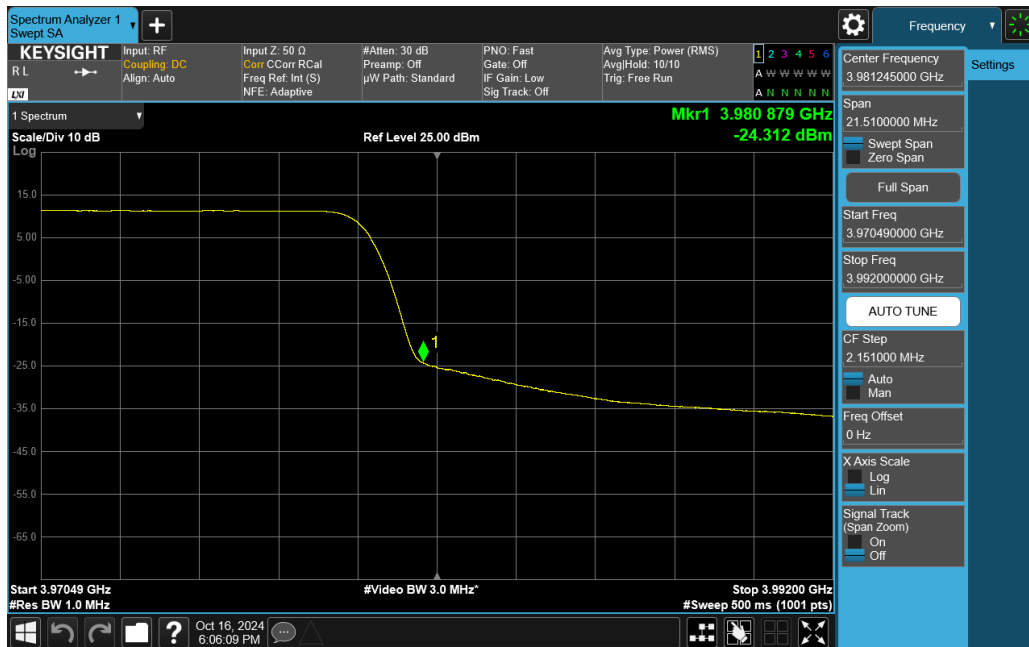 Spectrum Analyzer 1
Swept SA
Frequency
KEYSIGHT
R L
LXI
Input: RF
Coupling: DC
Align: Auto
Input Z: 50 Ω
Corr CCorr RCal
Freq Ref: Int (S)
NFE: Adaptive
#Atten: 30 dB
Preamp: Off
µW Path: Standard
PNO: Fast
Gate: Off
IF Gain: Low
Sig Track: Off
Avg Type: Power (RMS)
Avg|Hold: 10/10
Trig: Free Run
1 2 3 4 5 6
A W W W W W
A N N N N N
Center Frequency
3.981245000 GHz
Settings
Span
21.5100000 MHz
Swept Span
Zero Span
Full Span
Start Freq
3.970490000 GHz
Stop Freq
3.992000000 GHz
AUTO TUNE
CF Step
2.151000 MHz
Auto
Man
Freq Offset
0 Hz
X Axis Scale
Log
Lin
Signal Track
(Span Zoom)
On
Off
1 Spectrum
Scale/Div 10 dB
Ref Level 25.00 dBm
Mkr1 3.980 879 GHz
-24.312 dBm
Log
15.0
5.00
-5.00
-15.0
-25.0
-35.0
-45.0
-55.0
-65.0
1
Start 3.97049 GHz
#Video BW 3.0 MHz*
Stop 3.99200 GHz
#Res BW 1.0 MHz
#Sweep 500 ms (1001 pts)
?
Oct 16, 2024
6:06:09 PM